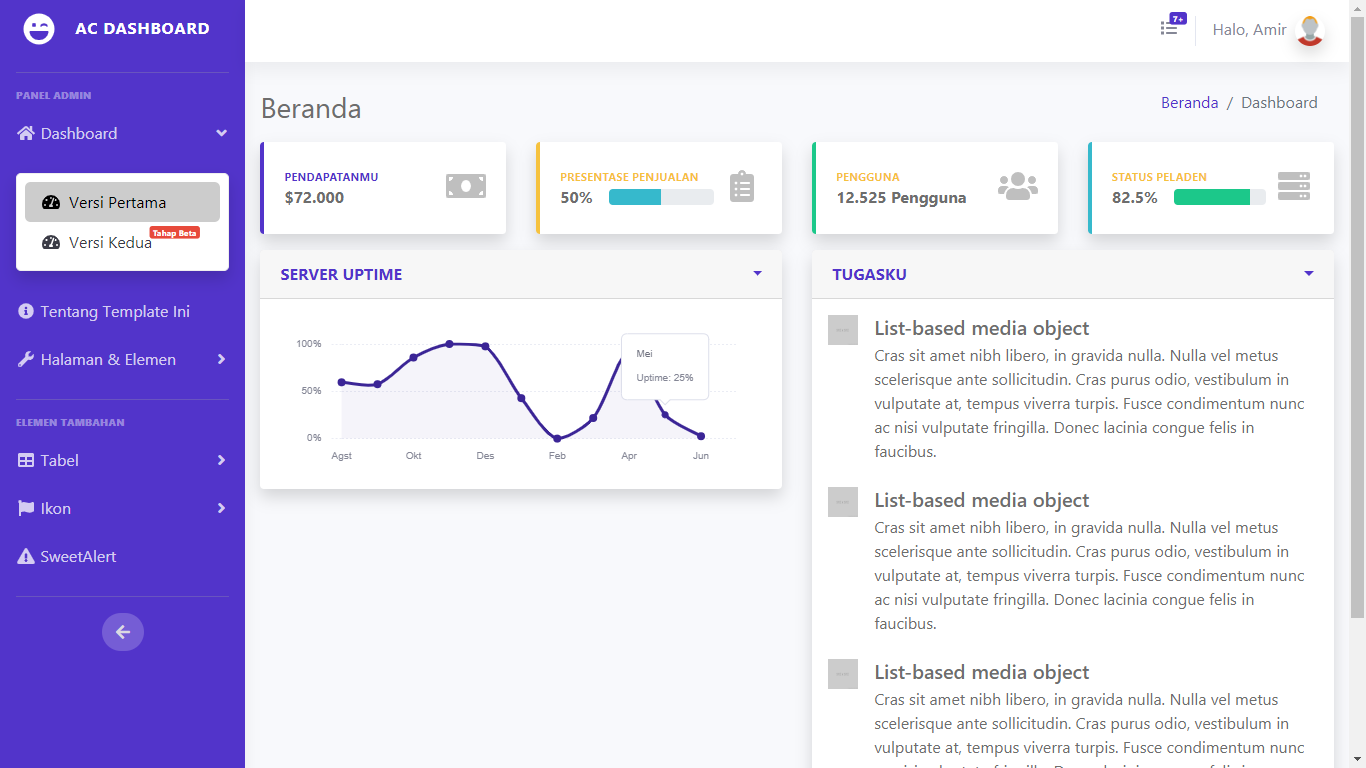 AC DASHBOARD
PANEL ADMIN
Dashboard
Versi Pertama
Versi Kedua
Tahap Beta
Tentang Template Ini
Halaman & Elemen
ELEMEN TAMBAHAN
Tabel
Ikon
SweetAlert
7+
Halo, Amir
Beranda
Beranda / Dashboard
PENDAPATANMU
$72.000
PRESENTASE PENJUALAN
50%
PENGGUNA
12.525 Pengguna
STATUS PELADEN
82.5%
SERVER UPTIME
100%
50%
0%
Agst Okt Des Feb Apr Jun
Mei
Uptime: 25%
TUGASKU
List-based media object
Cras sit amet nibh libero, in gravida nulla. Nulla vel metus
scelerisque ante sollicitudin. Cras purus odio, vestibulum in
vulputate at, tempus viverra turpis. Fusce condimentum nunc
ac nisi vulputate fringilla. Donec lacinia congue felis in
faucibus.
List-based media object
Cras sit amet nibh libero, in gravida nulla. Nulla vel metus
scelerisque ante sollicitudin. Cras purus odio, vestibulum in
vulputate at, tempus viverra turpis. Fusce condimentum nunc
ac nisi vulputate fringilla. Donec lacinia congue felis in
faucibus.
List-based media object
Cras sit amet nibh libero, in gravida nulla. Nulla vel metus
scelerisque ante sollicitudin. Cras purus odio, vestibulum in
vulputate at, tempus viverra turpis. Fusce condimentum nunc